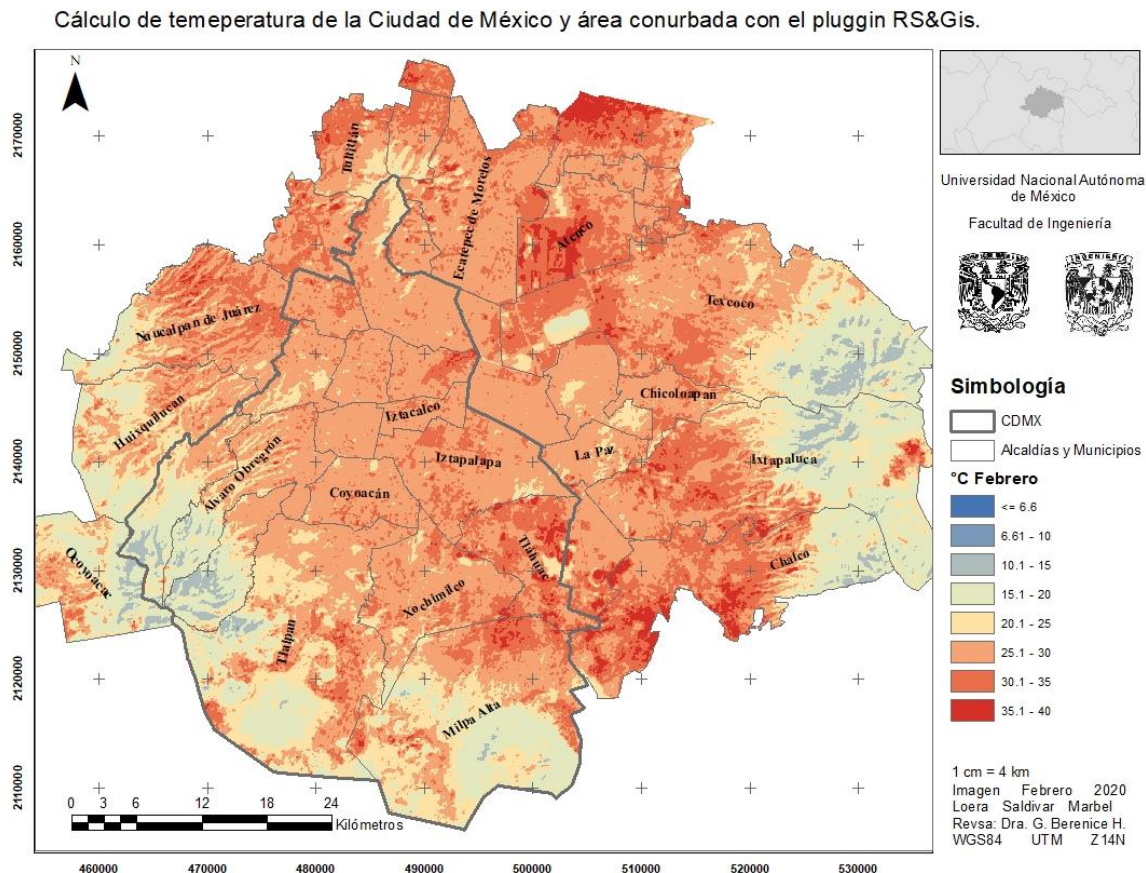 Cálculo de temeperatura de la Ciudad de México y área conurbada con el pluggin RS&Gis.
N
2170000
2160000
2150000
2140000
2130000
2120000
2110000
Tultitlán
Ecatepec de Morelos
Atenco
Texcoco
Naucalpan de Juárez
Chicoloapan
Huixquilucan
Iztacalco
Iztapalapa
La Paz
Ixtapaluca
Alvaro Obregrón
Coyoacán
Ocoyoacac
Tláhuac
Chalco
Xochimilco
Tlalpan
Milpa Alta
0 3 6 12 18 24
Kilómetros
460000 470000 480000 490000 500000 510000 520000 530000
Universidad Nacional Autónoma
de México
Facultad de Ingeniería
INGENIERIA
Simbología
CDMX
Alcaldías y Municipios
°C Febrero
<= 6.6
6.61 - 10
10.1 - 15
15.1 - 20
20.1 - 25
25.1 - 30
30.1 - 35
35.1 - 40
1 cm = 4 km
Imagen Febrero 2020
Loera Saldivar Marbel
Revsa: Dra. G. Berenice H.
WGS84 UTM Z14N